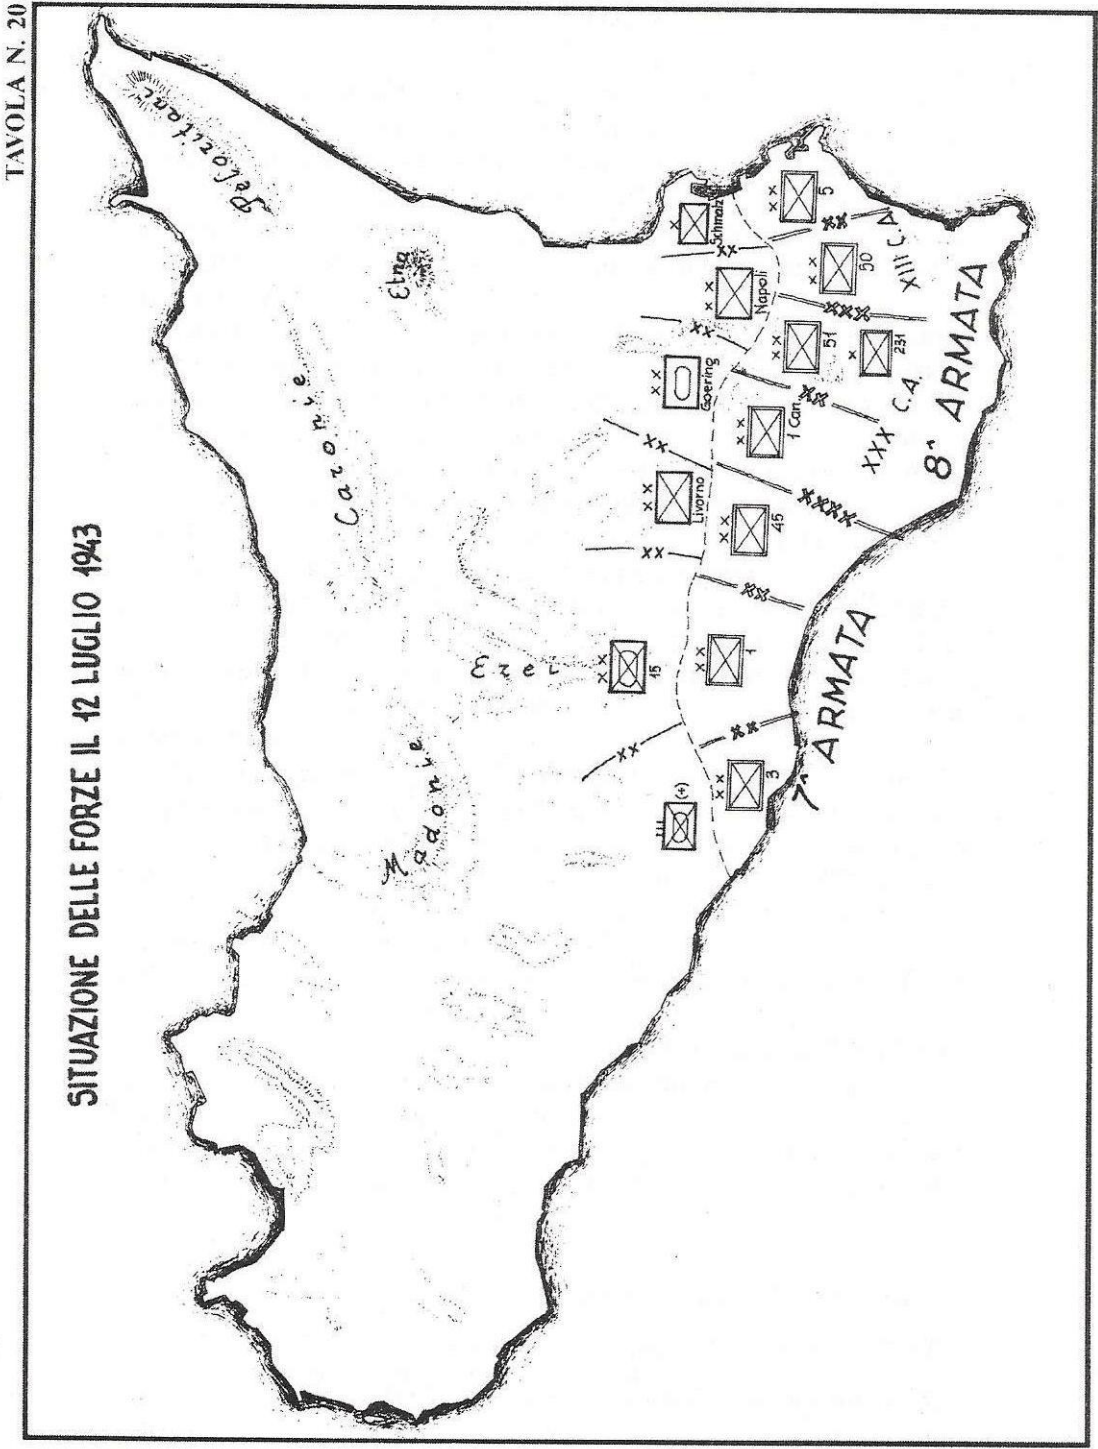 TAVOLA N. 20
SITUAZIONE DELLE FORZE IL 12 LUGLIO 1943
Peloritani
Etna
Caronie
Madonie
Erei
Schmalz
Napoli
Goering
Livorno
15
(+)
5
50
51
231
1 Can.
45
1
3
XIII C.A.
XXX C.A.
8ª ARMATA
7ª ARMATA